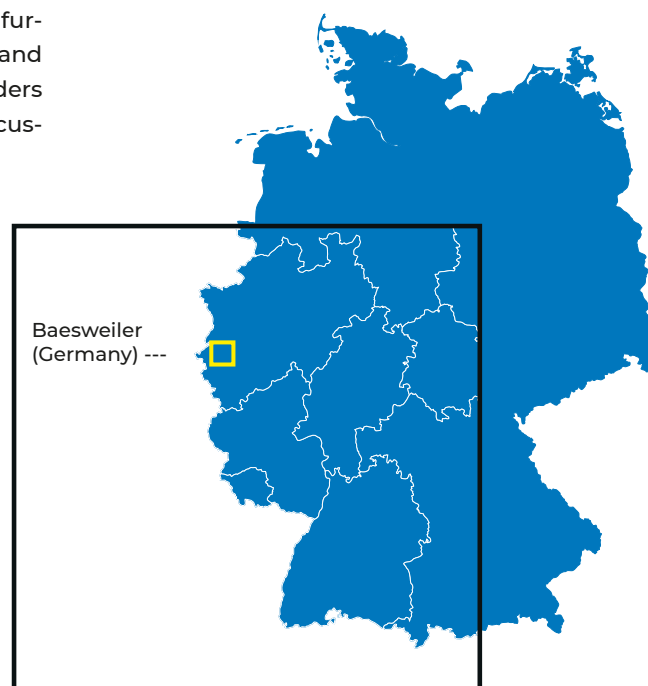 fur-
and
ders
cus-
Baesweiler
(Germany) ---